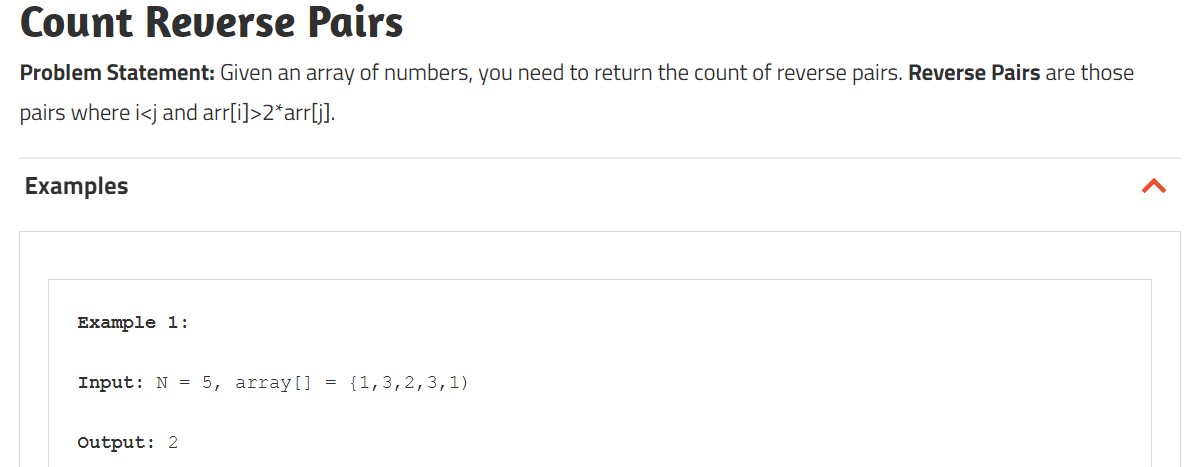 Count Reverse Pairs
Problem Statement: Given an array of numbers, you need to return the count of reverse pairs. Reverse Pairs are those
pairs where i<j and arr[i]>2*arr[j].
Examples
Example 1:
Input: N = 5, array[] = {1,3,2,3,1)
Output: 2